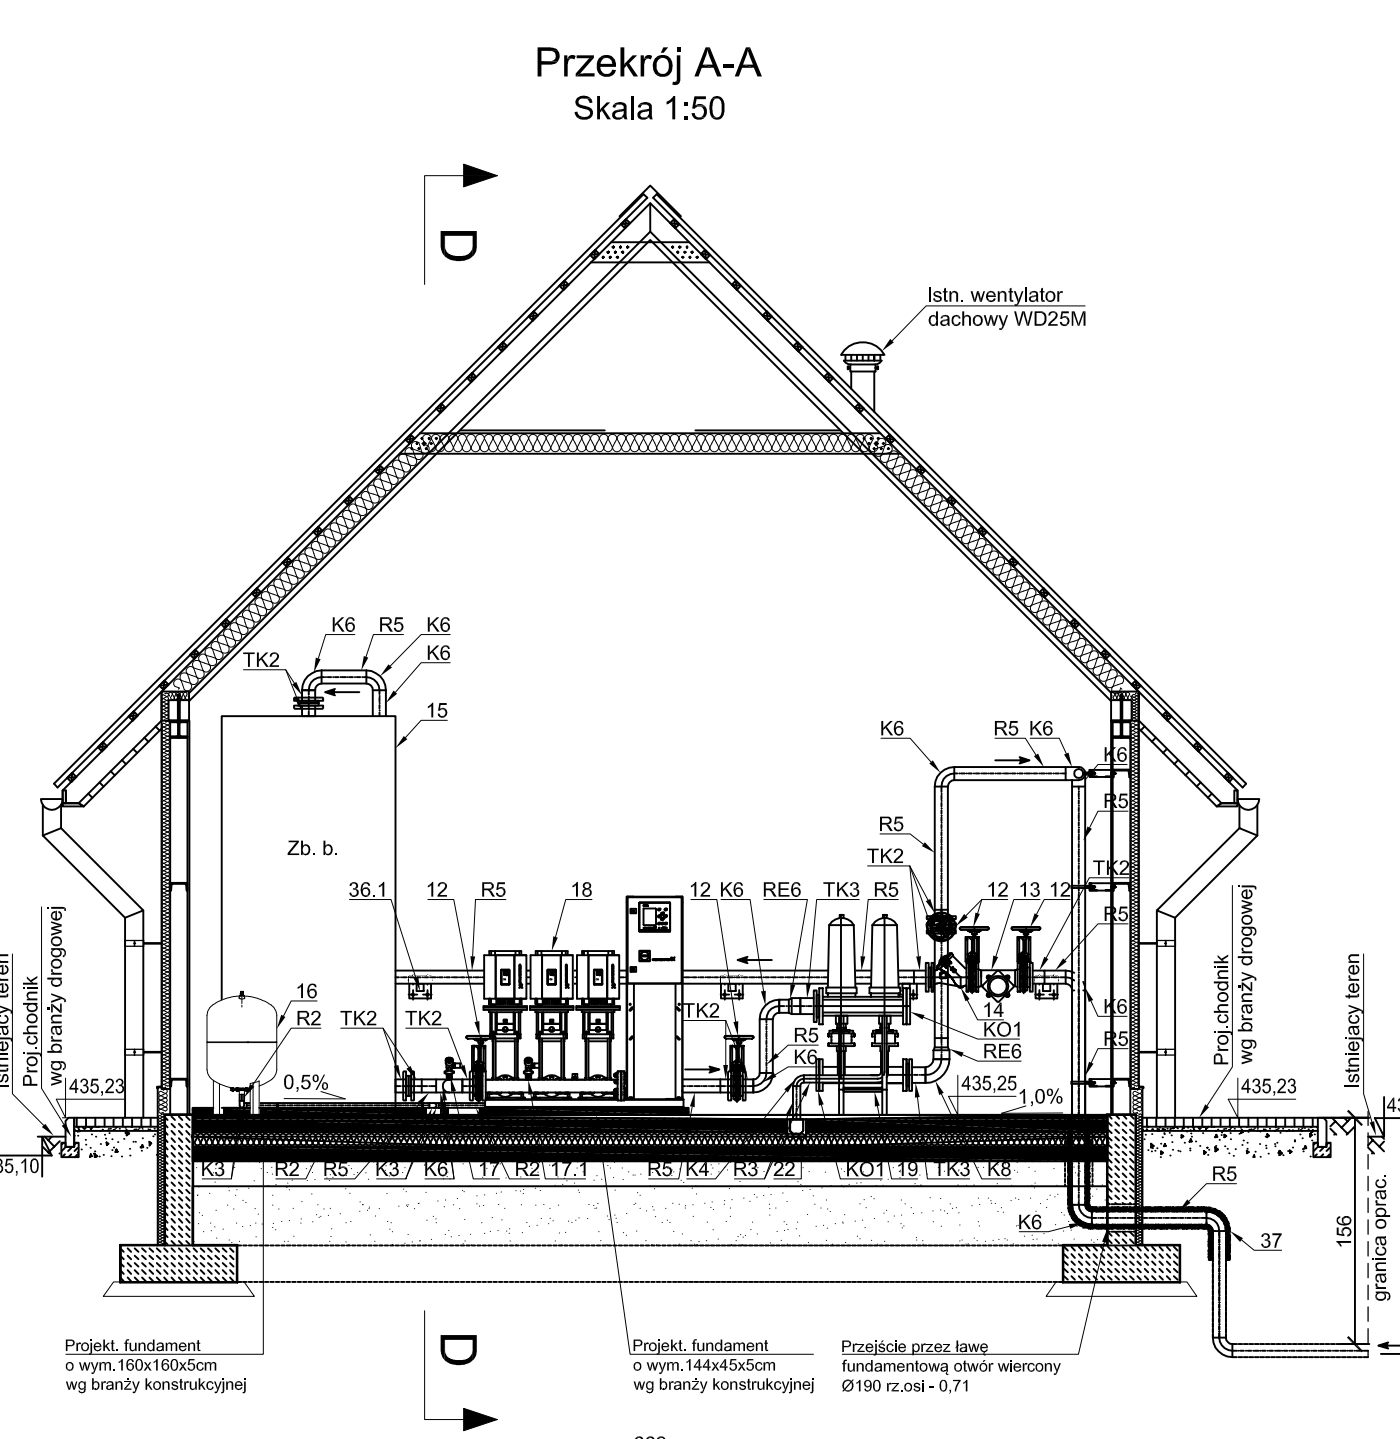 Przekrój A-A
Skala 1:50
D
Istn. wentylator
dachowy WD25M
K6 R5 K6
TK2 K6
15
K6 R5 K6
K6
Zb. b.
R5
R5
TK2 TK2
36.1 12 R5 18 12 K6 RE6 TK3 R5 12 13 12
R5
16
R2
TK2 TK2 TK2
14
K6
KO1
R5
RE6
R5
K6
0,5% 435,25 1,0%
Istniejacy teren
Proj.chodnik
wg branży drogowej
435,23
Proj.chodnik
wg branży drogowej
435,23
Istniejacy teren
K3 R2 R5 K3 K6 17 R2 17.1 R5 K4 R3 22 KO1 19 TK3 K8
R5
K6
37
156
granica oprac.
D
Projekt. fundament
o wym.160x160x5cm
wg branży konstrukcyjnej
Projekt. fundament
o wym.144x45x5cm
wg branży konstrukcyjnej
Przejście przez ławę
fundamentową otwór wiercony
Ø190 rz.osi - 0,71